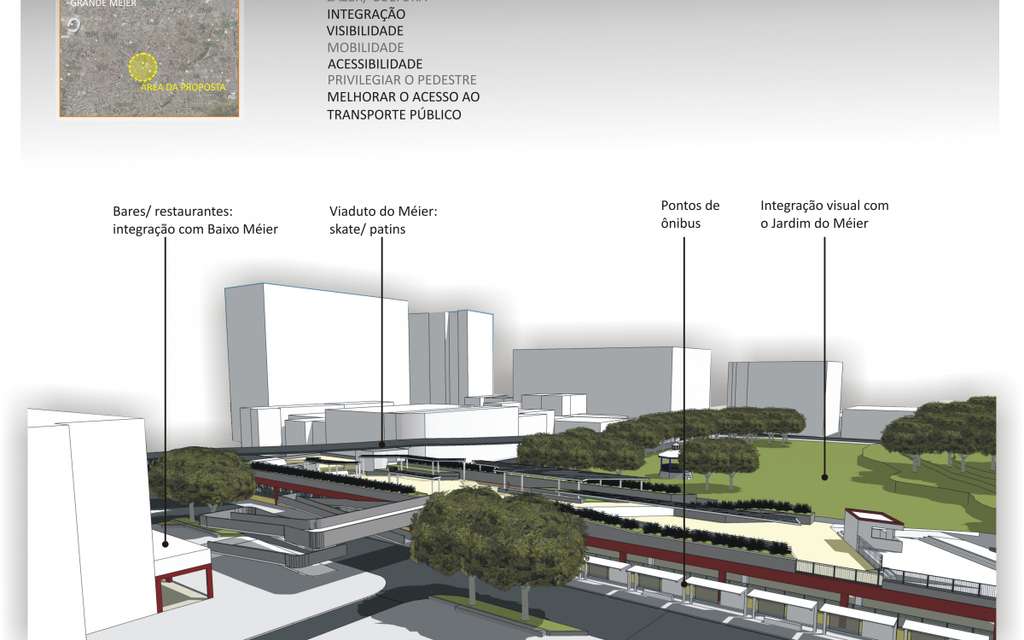 GRANDE MÉIER
ÁREA DA PROPOSTA
INTEGRAÇÃO
VISIBILIDADE
MOBILIDADE
ACESSIBILIDADE
PRIVILEGIAR O PEDESTRE
MELHORAR O ACESSO AO
TRANSPORTE PÚBLICO
Bares/ restaurantes:
integração com Baixo Méier
Viaduto do Méier:
skate/ patins
Pontos de
ônibus
Integração visual com
o Jardim do Méier